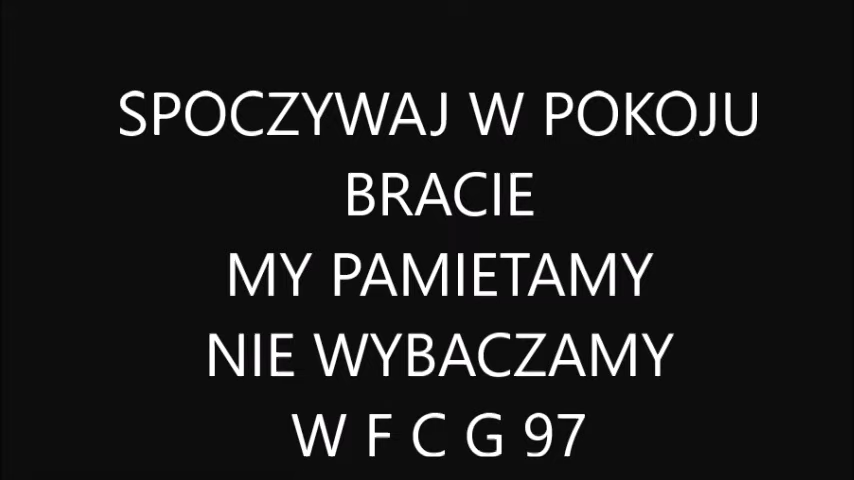 SPOCZYWAJ W POKOJU
BRACIE
MY PAMIETAMY
NIE WYBACZAMY
W F C G 97